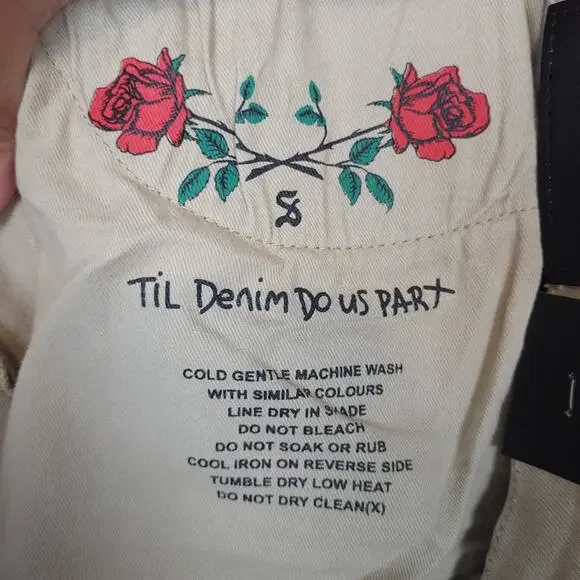 Til Denim Do us PART
COLD GENTLE MACHINE WASH
WITH SIMILAR COLOURS
LINE DRY IN SHADE
DO NOT BLEACH
DO NOT SOAK OR RUB
COOL IRON ON REVERSE SIDE
TUMBLE DRY LOW HEAT
DO NOT DRY CLEAN(X)